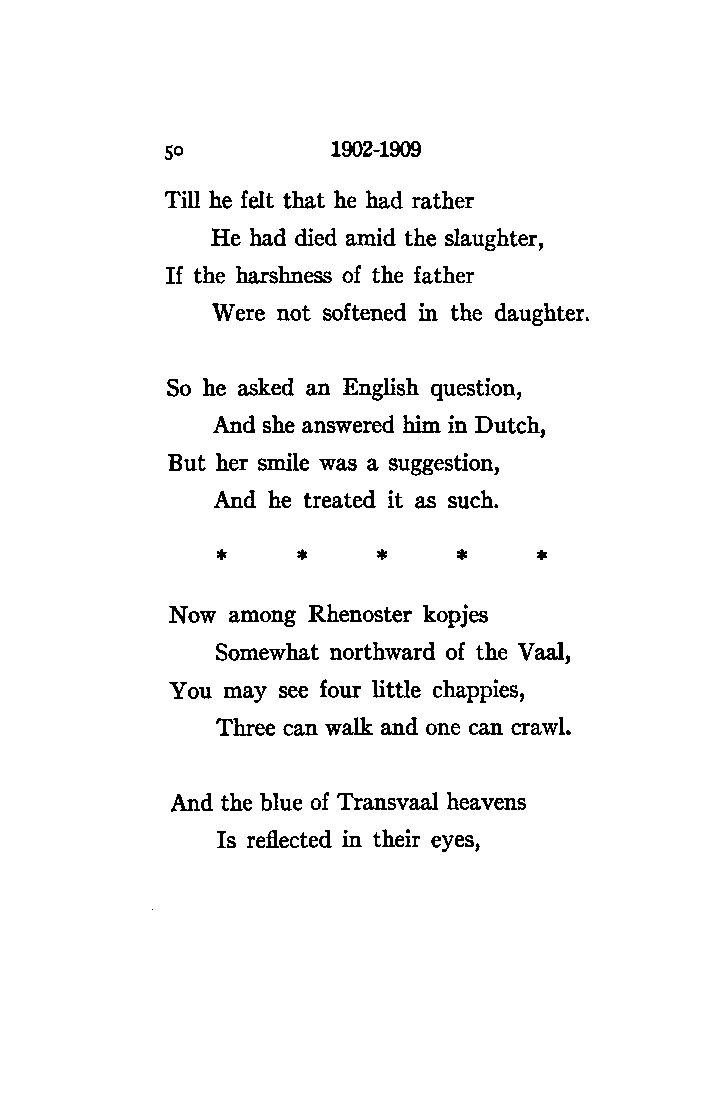 50 1902-1909
Till he felt that he had rather
He had died amid the slaughter,
If the harshness of the father
Were not softened in the daughter.
So he asked an English question,
And she answered him in Dutch,
But her smile was a suggestion,
And he treated it as such.
* * * * *
Now among Rhenoster kopjes
Somewhat northward of the Vaal,
You may see four little chappies,
Three can walk and one can crawl.
And the blue of Transvaal heavens
Is reflected in their eyes,